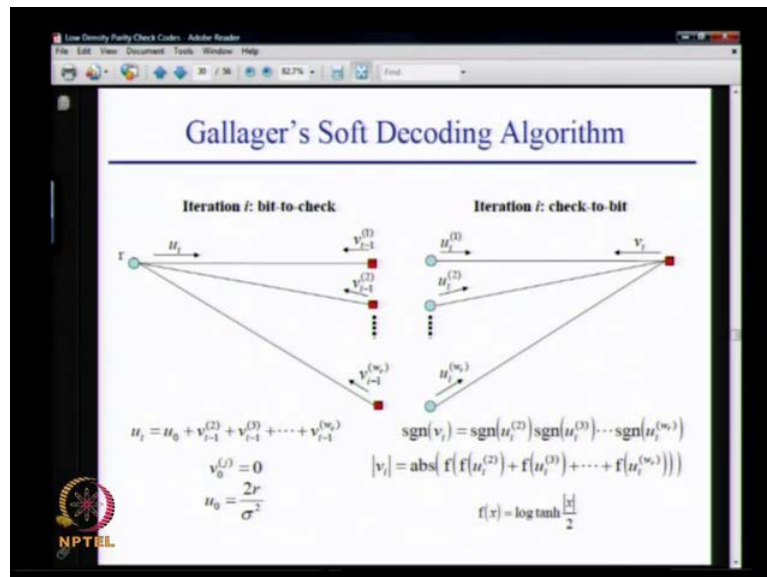 Low Density Parity Check Codes - Adobe Reader
File Edit View Document Tools Window Help
30 / 56 82.7% Find
Gallager's Soft Decoding Algorithm
Iteration i: bit-to-check Iteration i: check-to-bit
r u_i v_{i-1}^{(1)} u_i^{(1)} v_i
v_{i-1}^{(2)} u_i^{(2)}
v_{i-1}^{(w_c)} u_i^{(w_r)}
u_i = u_0 + v_{i-1}^{(2)} + v_{i-1}^{(3)} + ⋯ + v_{i-1}^{(w_c)} sgn(v_i) = sgn(u_i^{(2)})sgn(u_i^{(3)})⋯sgn(u_i^{(w_r)})
v_0^{(j)} = 0 |v_i| = abs( f( f(u_i^{(2)}) + f(u_i^{(3)}) + ⋯ + f(u_i^{(w_r)})))
u_0 = 2r/σ^2 f(x) = log tanh |x|/2
NPTEL